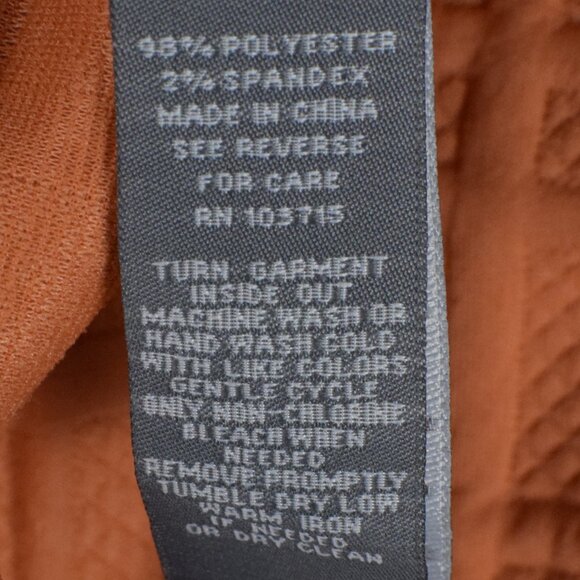 98% POLYESTER
2% SPANDEX
MADE IN CHINA
SEE REVERSE
FOR CARE
RN 103715
TURN GARMENT
INSIDE OUT
MACHINE WASH OR
HAND WASH COLD
WITH LIKE COLORS
GENTLE CYCLE
ONLY NON-CHLORINE
BLEACH WHEN
NEEDED
REMOVE PROMPTLY
TUMBLE DRY LOW
WARM IRON
IF NEEDED
OR DRY CLEAN